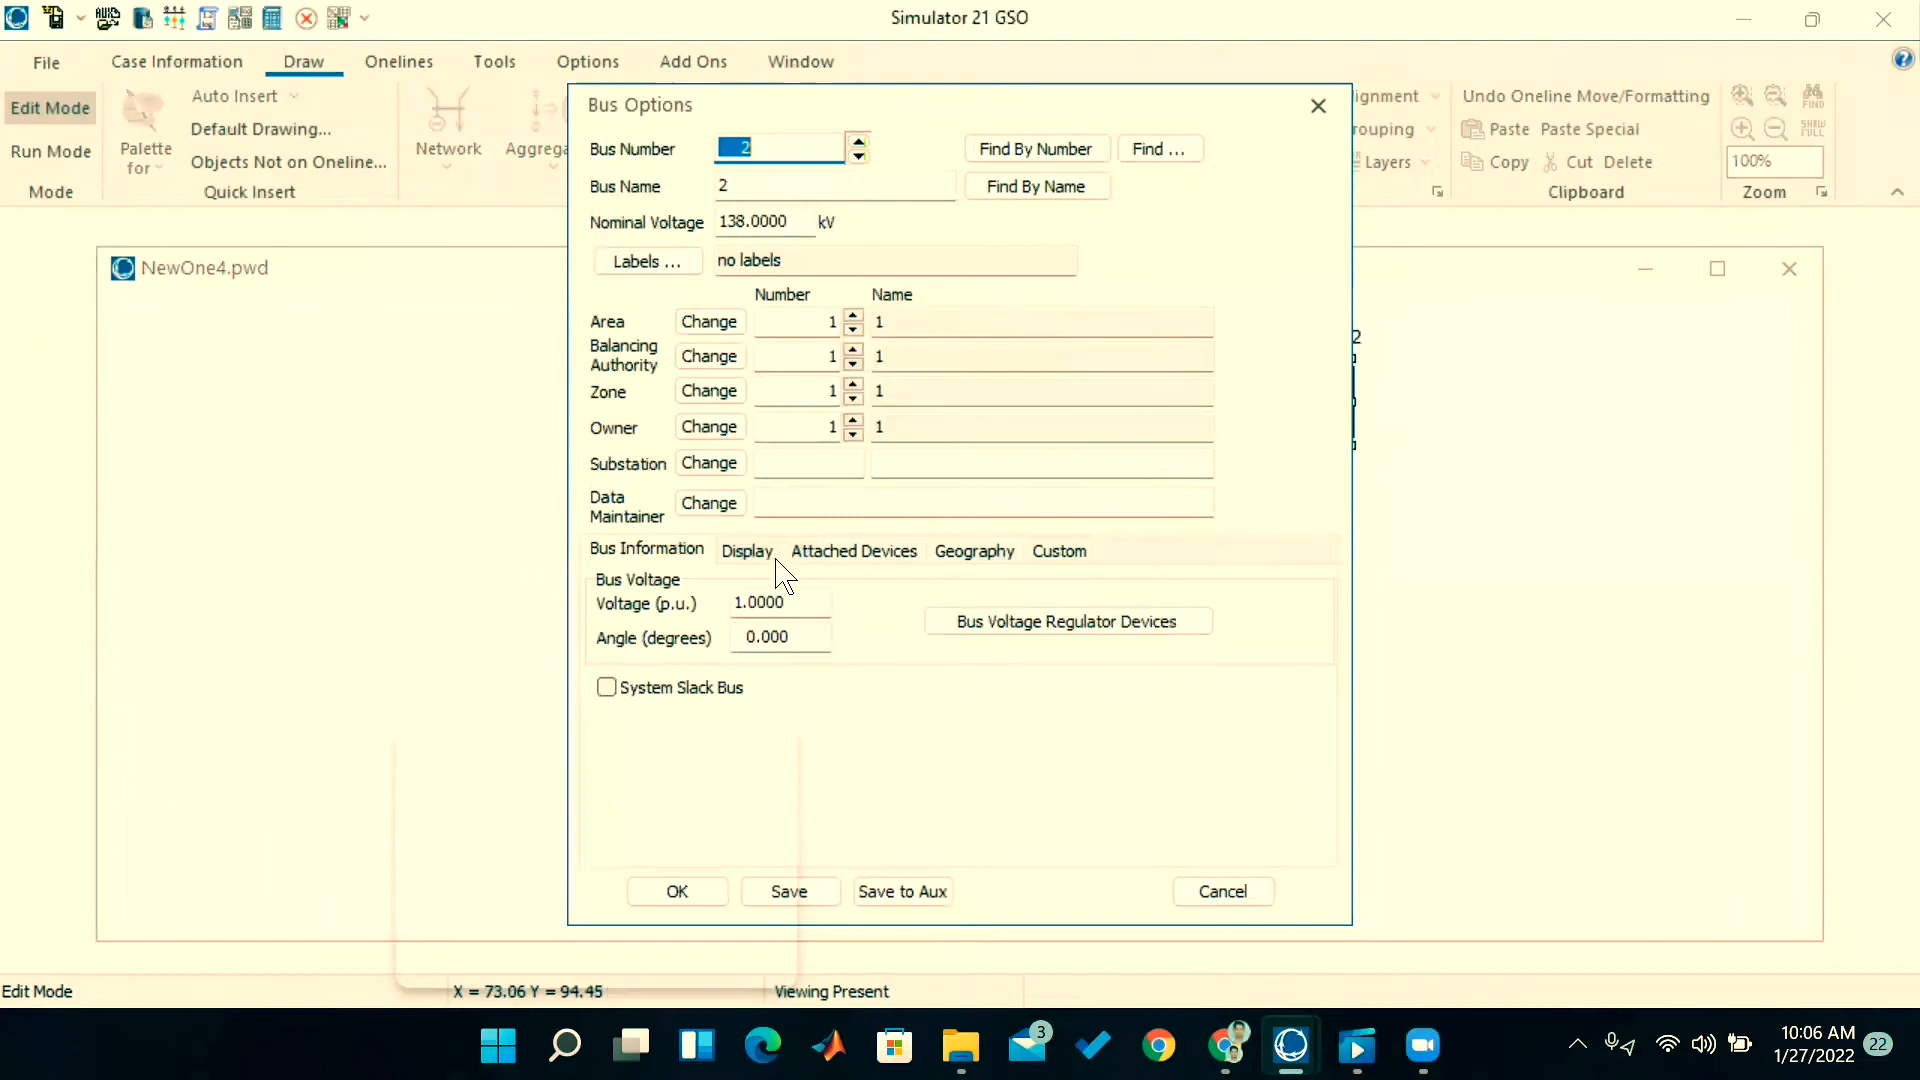 Simulator 21 GSO
File Case Information Draw Onelines Tools Options Add Ons Window
Edit Mode
Run Mode
Mode
Palette
for
Auto Insert
Default Drawing...
Objects Not on Oneline...
Quick Insert
Network
Undo Oneline Move/Formatting
Layers
Paste Paste Special
Copy Cut Delete
Clipboard
FIND
SHOW
FULL
100%
Zoom
NewOne4.pwd
2
Bus Options
Bus Number 2 Find By Number Find ...
Bus Name 2 Find By Name
Nominal Voltage 138.0000 kV
Labels ... no labels
Number Name
Area Change 1 1
Balancing
Authority Change 1 1
Zone Change 1 1
Owner Change 1 1
Substation Change
Data
Maintainer Change
Bus Information Display Attached Devices Geography Custom
Bus Voltage
Voltage (p.u.) 1.0000
Angle (degrees) 0.000
Bus Voltage Regulator Devices
System Slack Bus
OK Save Save to Aux Cancel
Edit Mode X = 73.06 Y = 94.45 Viewing Present
3
10:06 AM
1/27/2022
22